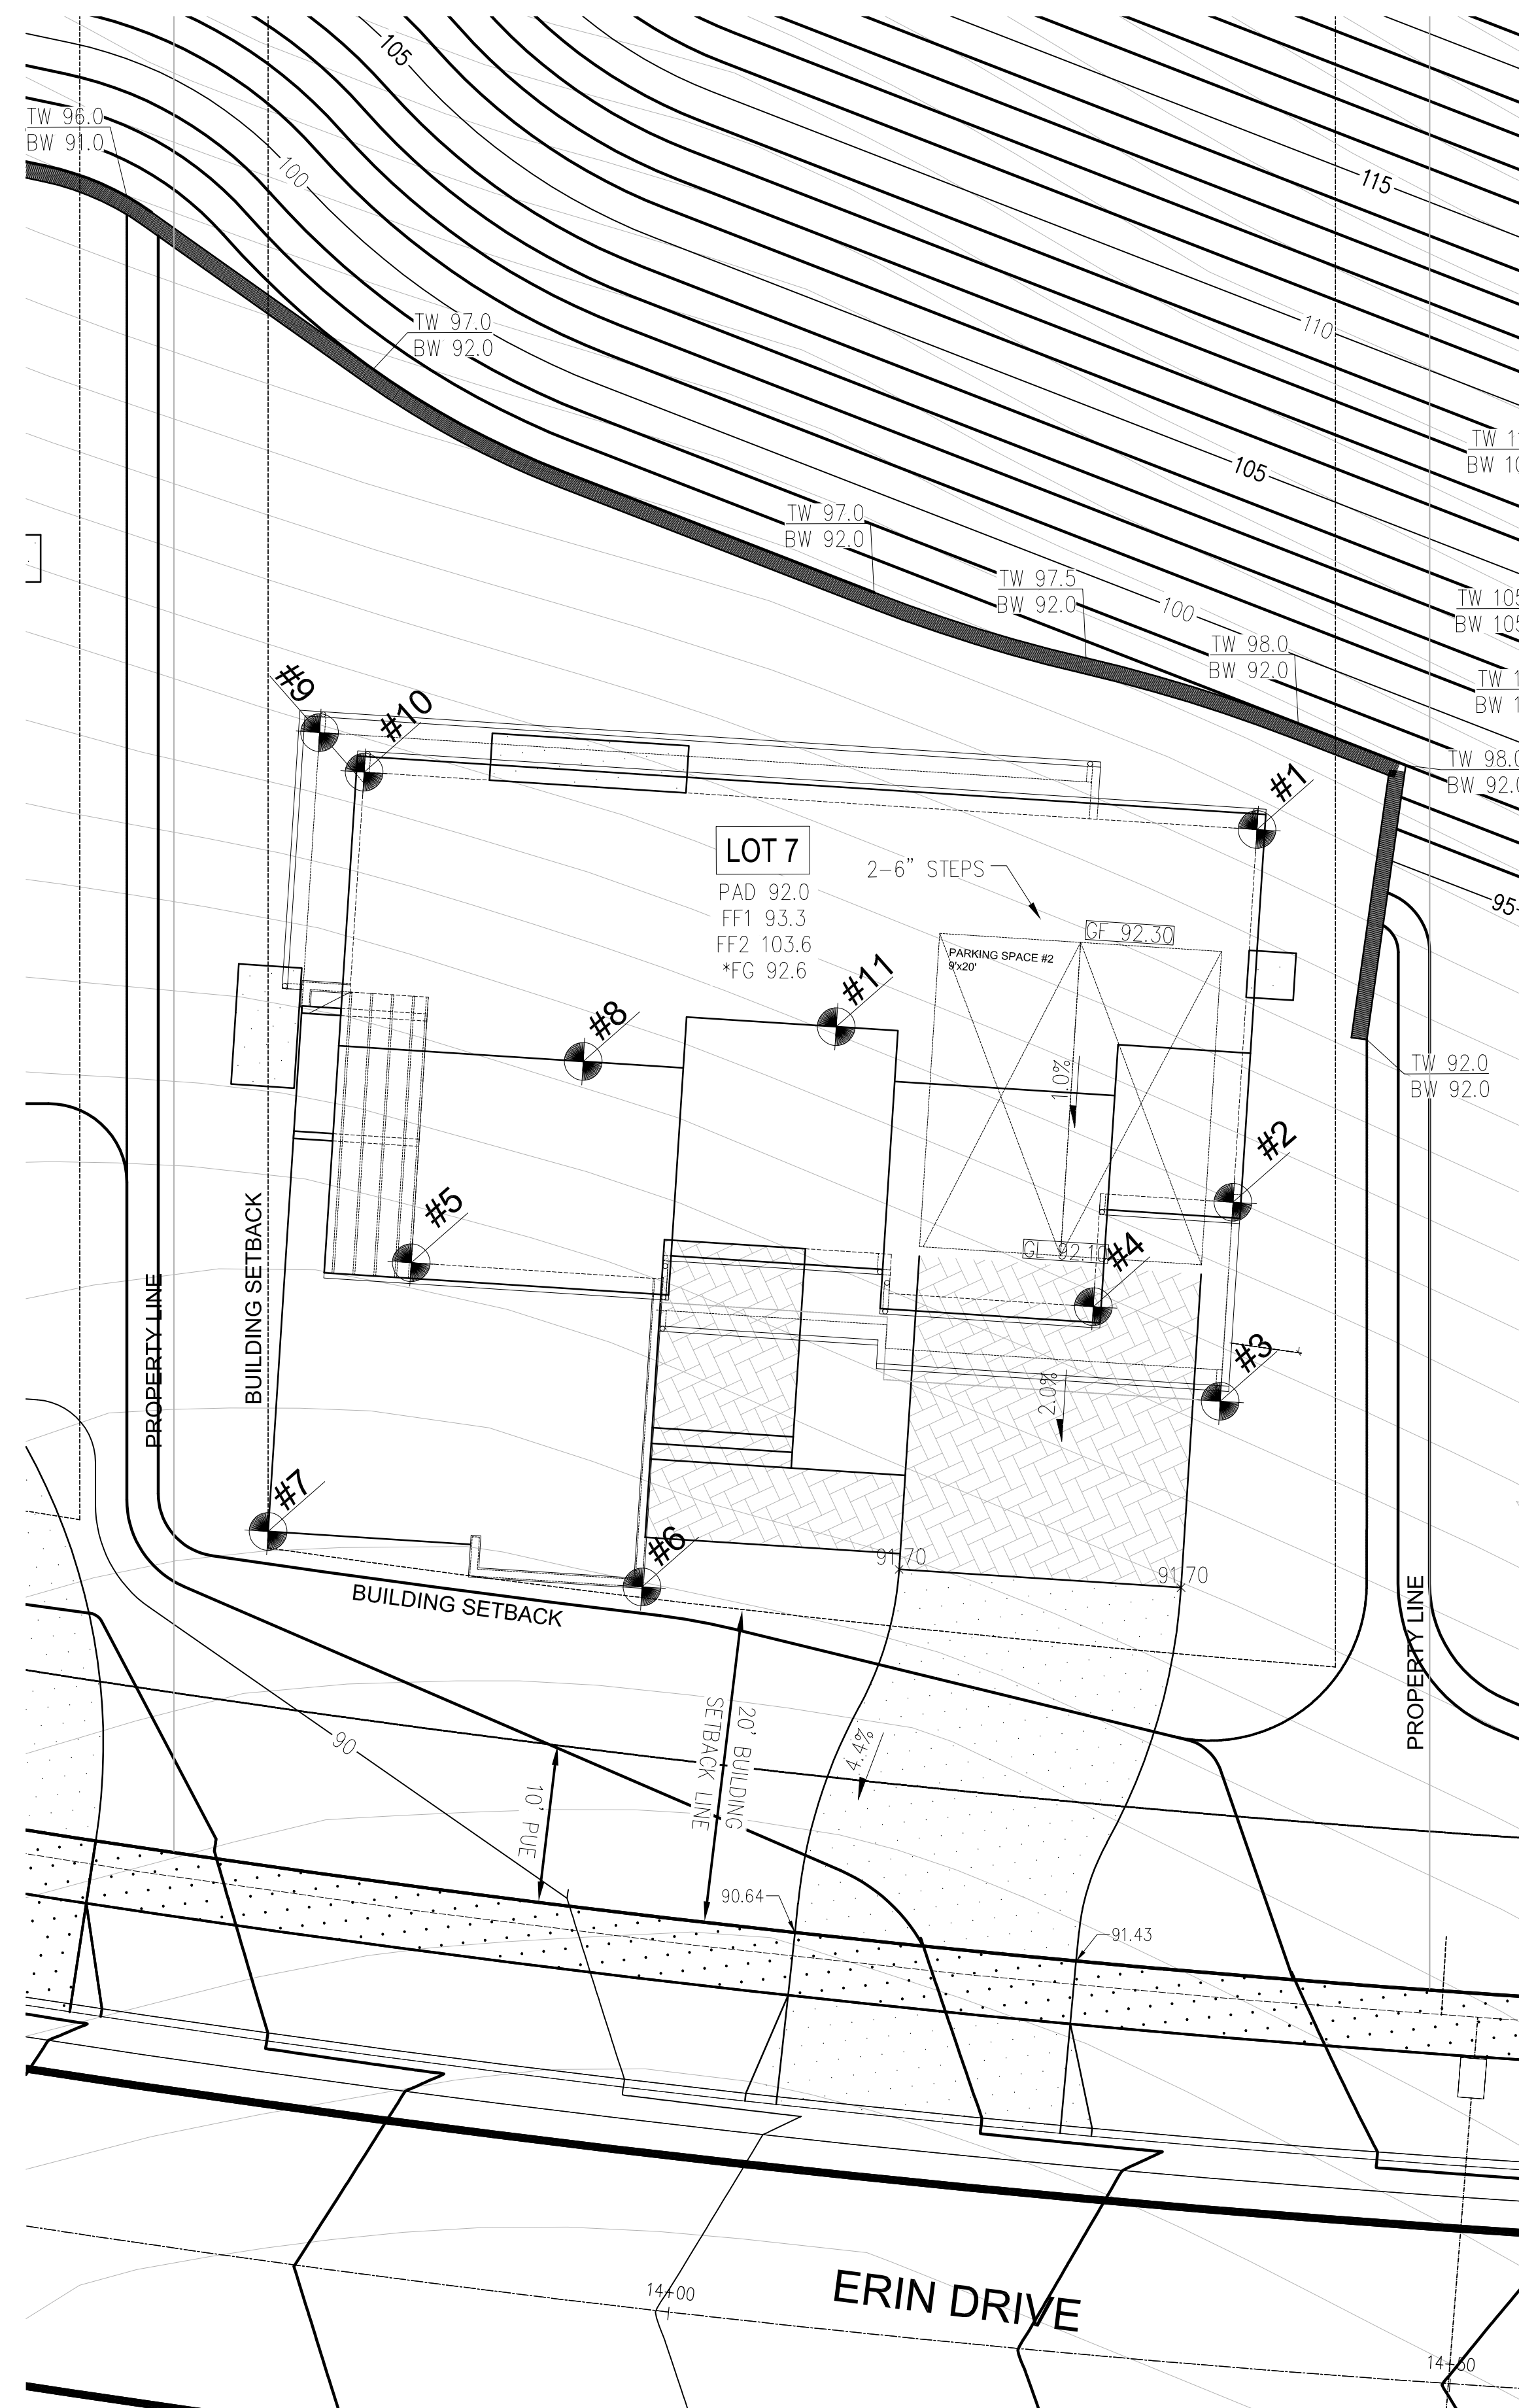 105
TW 96.0
BW 91.0
100
115
TW 97.0
BW 92.0
110
105
TW 97.0
BW 92.0
TW 97.5
BW 92.0
100
TW 105
BW 105
TW 98.0
BW 92.0
#9
#10
TW 98.0
BW 92.0
#1
LOT 7
PAD 92.0
FF1 93.3
FF2 103.6
*FG 92.6
2-6" STEPS
95
GF 92.30
PARKING SPACE #2
9'x20'
#11
#8
1.0%
TW 92.0
BW 92.0
#2
#5
BUILDING SETBACK
GL 92.10
#4
PROPERTY LINE
#3
2.0%
#7
#6
91.70
91.70
BUILDING SETBACK
PROPERTY LINE
90
20' BUILDING
SETBACK LINE
4.4%
10' PUE
90.64
91.43
14+00
ERIN DRIVE
14+50